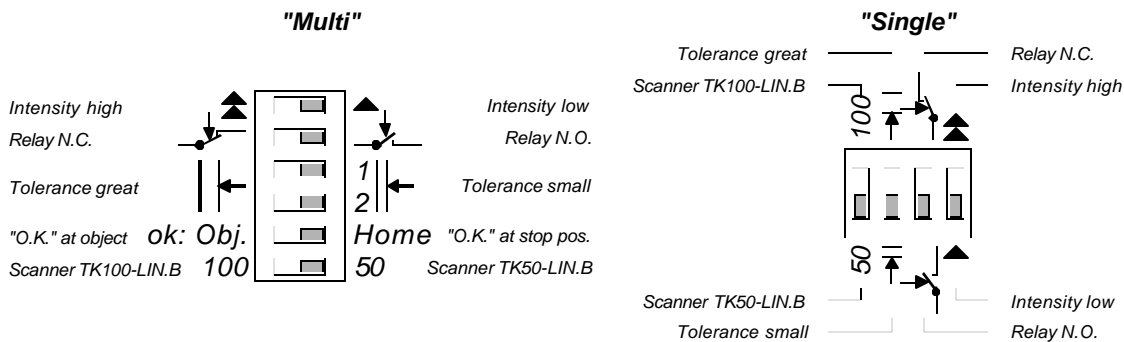 "Multi"
Intensity high
Intensity low
Relay N.C.
Relay N.O.
1
Tolerance great
Tolerance small
2
"O.K." at object ok: Obj. Home "O.K." at stop pos.
Scanner TK100-LIN.B 100 50 Scanner TK50-LIN.B
"Single"
Tolerance great
Relay N.C.
Scanner TK100-LIN.B
Intensity high
100
50
Scanner TK50-LIN.B
Intensity low
Tolerance small
Relay N.O.